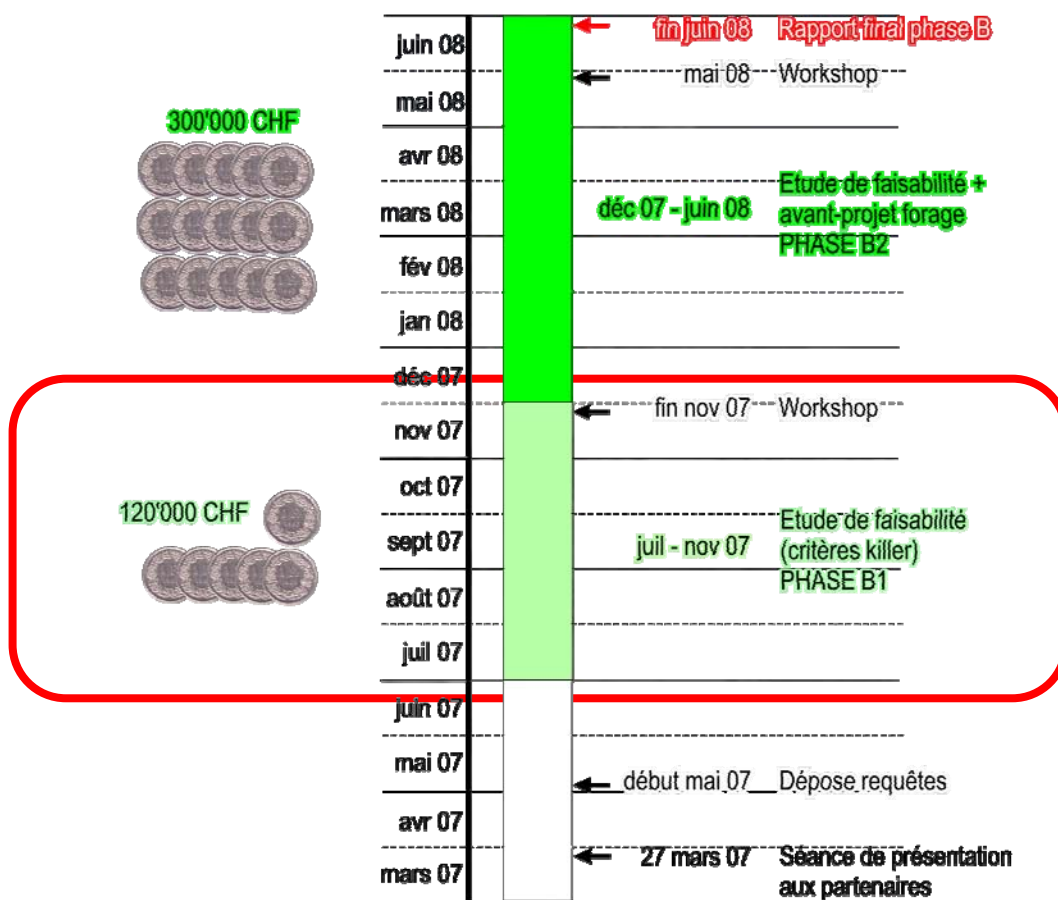 fin juin 08 Rapport final phase B
juin 08
mai 08 Workshop
mai 08
300'000 CHF
avr 08
déc 07 - juin 08
Etude de faisabilité +
avant-projet forage
PHASE B2
mars 08
fév 08
jan 08
déc 07
fin nov 07 Workshop
nov 07
oct 07
120'000 CHF
sept 07
juil - nov 07
Etude de faisabilité
(critères killer)
PHASE B1
août 07
juil 07
juin 07
mai 07
début mai 07 Dépose requêtes
avr 07
27 mars 07
Séance de présentation
aux partenaires
mars 07